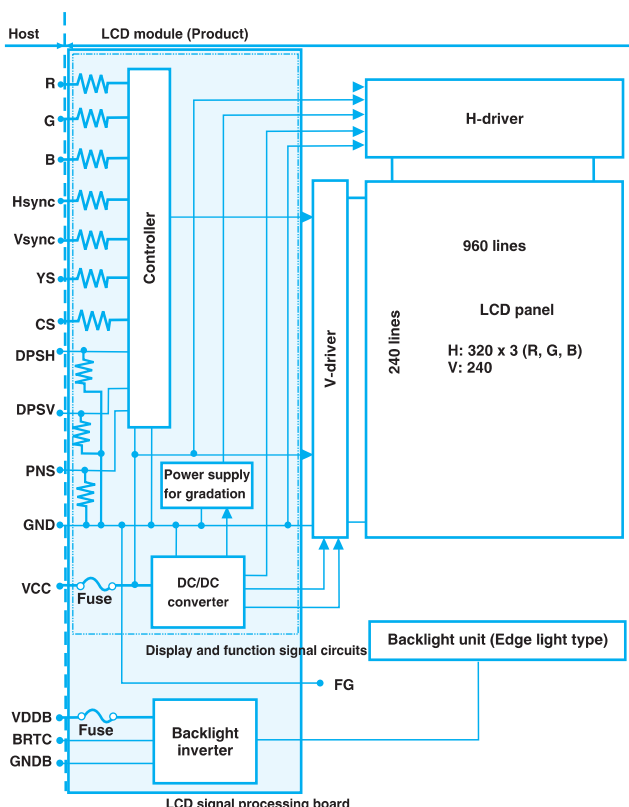 Host
LCD module (Product)
R
G
B
Hsync
Vsync
YS
CS
DPSH
DPSV
PNS
GND
VCC
Fuse
Controller
Power supply
for gradation
DC/DC
converter
H-driver
V-driver
960 lines
240 lines
LCD panel
H: 320 x 3 (R, G, B)
V: 240
Display and function signal circuits
Backlight unit (Edge light type)
FG
VDDB
BRTC
GNDB
Fuse
Backlight
inverter
LCD signal processing board